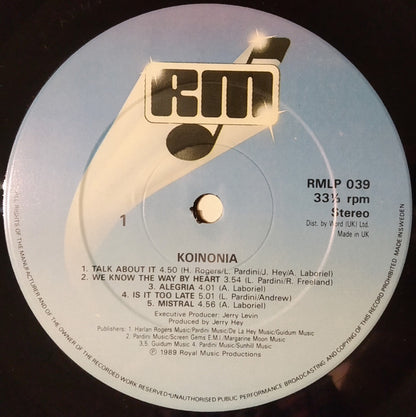 RM
RMLP 039
33⅓ rpm
Stereo
Dist. by Word (UK) Ltd.
Made in UK
1
KOINONIA
1. TALK ABOUT IT 4.50 (H. Rogers/L. Pardini/J. Hey/A. Laboriel)
2. WE KNOW THE WAY BY HEART 3.54 (L. Pardini/R. Freeland)
3. ALEGRIA 4.01 (A. Laboriel)
4. IS IT TOO LATE 5.01 (L. Pardini/Andrew)
5. MISTRAL 4.56 (A. Laboriel)
Executive Producer: Jerry Levin
Produced by Jerry Hey
Publishers: 1. Harlan Rogers Music/Pardini Music/De La Hey Music/Guidum Music
2. Pardini Music/Screen Gems E.M.I./Margarine Moon Music
3.5. Guidum Music 4. Pardini Music/Sunhill Music
Ⓟ 1989 Royal Music Productions
ALL RIGHTS OF THE MANUFACTURER AND OF THE OWNER OF THE RECORDED WORK RESERVED·UNAUTHORISED PUBLIC PERFORMANCE BROADCASTING AND COPYING OF THIS RECORD PROHIBITED.MADE IN SWEDEN